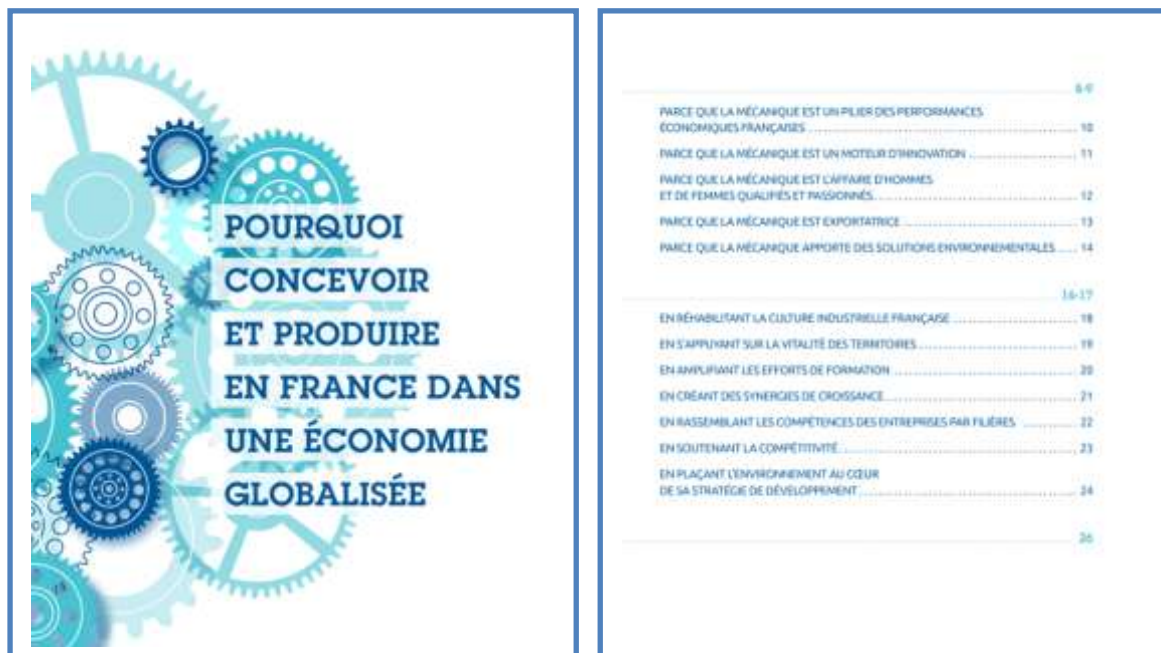 POURQUOI
CONCEVOIR
ET PRODUIRE
EN FRANCE DANS
UNE ÉCONOMIE
GLOBALISÉE
8-9
PARCE QUE LA MÉCANIQUE EST UN PILIER DES PERFORMANCES
ÉCONOMIQUES FRANÇAISES 10
PARCE QUE LA MÉCANIQUE EST UN MOTEUR D'INNOVATION 11
PARCE QUE LA MÉCANIQUE EST L'AFFAIRE D'HOMMES
ET DE FEMMES QUALIFIÉS ET PASSIONNÉS 12
PARCE QUE LA MÉCANIQUE EST EXPORTATRICE 13
PARCE QUE LA MÉCANIQUE APPORTE DES SOLUTIONS ENVIRONNEMENTALES 14
16-17
EN RÉHABILITANT LA CULTURE INDUSTRIELLE FRANÇAISE 18
EN S'APPUYANT SUR LA VITALITÉ DES TERRITOIRES 19
EN AMPLIFIANT LES EFFORTS DE FORMATION 20
EN CRÉANT DES SYNERGIES DE CROISSANCE 21
EN RASSEMBLANT LES COMPÉTENCES DES ENTREPRISES PAR FILIÈRES 22
EN SOUTENANT LA COMPÉTITIVITÉ 23
EN PLAÇANT L'ENVIRONNEMENT AU CŒUR
DE SA STRATÉGIE DE DÉVELOPPEMENT 24
26